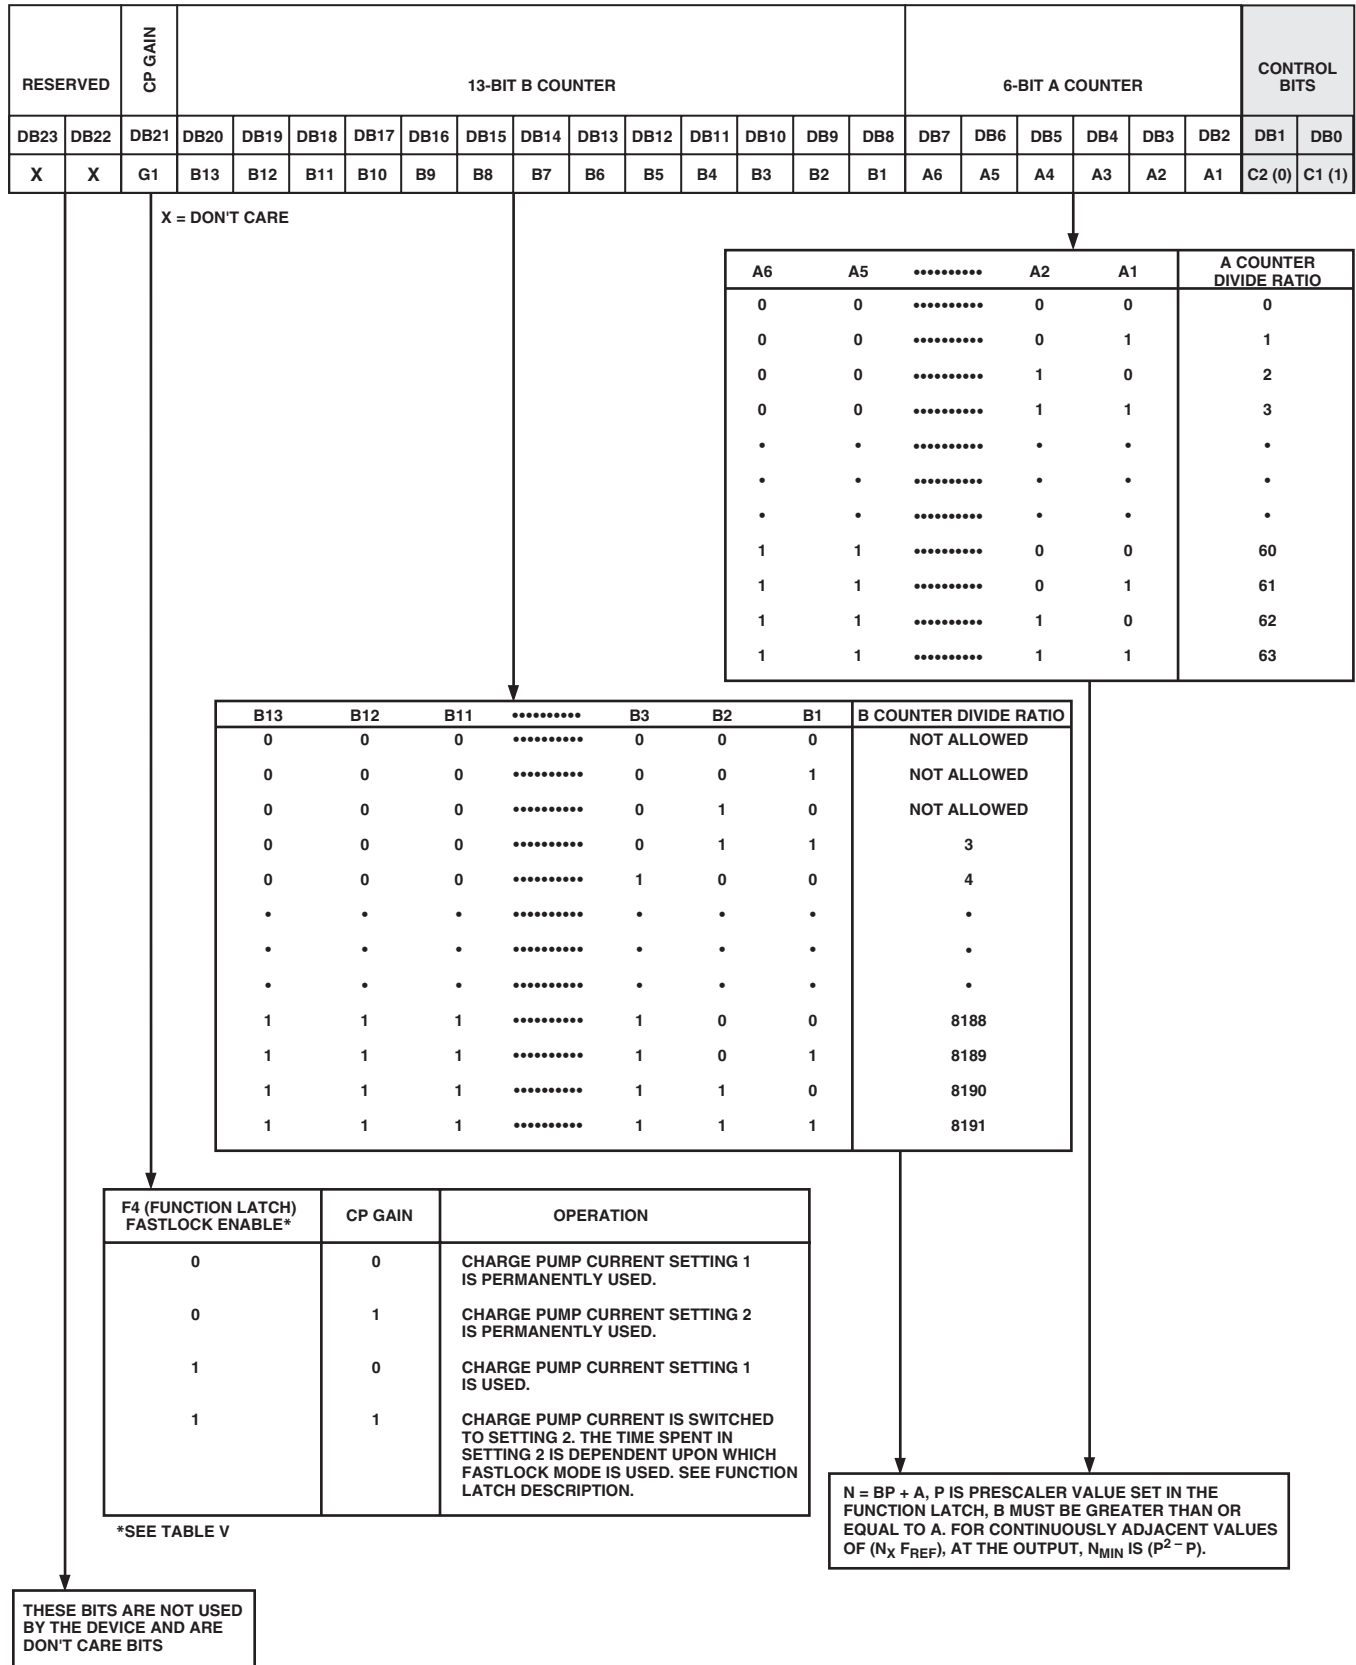 RESERVED CP GAIN 13-BIT B COUNTER 6-BIT A COUNTER CONTROL
BITS
DB23 DB22 DB21 DB20 DB19 DB18 DB17 DB16 DB15 DB14 DB13 DB12 DB11 DB10 DB9 DB8 DB7 DB6 DB5 DB4 DB3 DB2 DB1 DB0
X X G1 B13 B12 B11 B10 B9 B8 B7 B6 B5 B4 B3 B2 B1 A6 A5 A4 A3 A2 A1 C2 (0) C1 (1)
X = DON'T CARE
A6 A5 •••••••••• A2 A1 A COUNTER
DIVIDE RATIO
0 0 •••••••••• 0 0 0
0 0 •••••••••• 0 1 1
0 0 •••••••••• 1 0 2
0 0 •••••••••• 1 1 3
• • •••••••••• • • •
• • •••••••••• • • •
• • •••••••••• • • •
1 1 •••••••••• 0 0 60
1 1 •••••••••• 0 1 61
1 1 •••••••••• 1 0 62
1 1 •••••••••• 1 1 63
B13 B12 B11 •••••••••• B3 B2 B1 B COUNTER DIVIDE RATIO
0 0 0 •••••••••• 0 0 0 NOT ALLOWED
0 0 0 •••••••••• 0 0 1 NOT ALLOWED
0 0 0 •••••••••• 0 1 0 NOT ALLOWED
0 0 0 •••••••••• 0 1 1 3
0 0 0 •••••••••• 1 0 0 4
• • • •••••••••• • • • •
• • • •••••••••• • • • •
• • • •••••••••• • • • •
1 1 1 •••••••••• 1 0 0 8188
1 1 1 •••••••••• 1 0 1 8189
1 1 1 •••••••••• 1 1 0 8190
1 1 1 •••••••••• 1 1 1 8191
F4 (FUNCTION LATCH)
FASTLOCK ENABLE* CP GAIN OPERATION
0 0 CHARGE PUMP CURRENT SETTING 1
IS PERMANENTLY USED.
0 1 CHARGE PUMP CURRENT SETTING 2
IS PERMANENTLY USED.
1 0 CHARGE PUMP CURRENT SETTING 1
IS USED.
1 1 CHARGE PUMP CURRENT IS SWITCHED
TO SETTING 2. THE TIME SPENT IN
SETTING 2 IS DEPENDENT UPON WHICH
FASTLOCK MODE IS USED. SEE FUNCTION
LATCH DESCRIPTION.
*SEE TABLE V
N = BP + A, P IS PRESCALER VALUE SET IN THE
FUNCTION LATCH, B MUST BE GREATER THAN OR
EQUAL TO A. FOR CONTINUOUSLY ADJACENT VALUES
OF (NX FREF), AT THE OUTPUT, NMIN IS (P2 – P).
THESE BITS ARE NOT USED
BY THE DEVICE AND ARE
DON'T CARE BITS